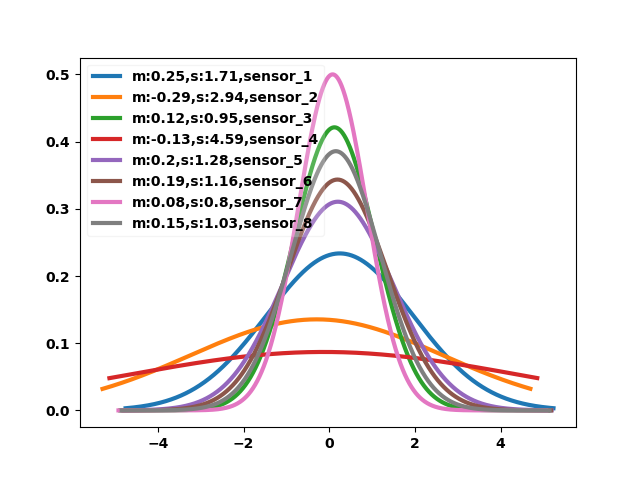 m:0.25,s:1.71,sensor_1
m:-0.29,s:2.94,sensor_2
m:0.12,s:0.95,sensor_3
m:-0.13,s:4.59,sensor_4
m:0.2,s:1.28,sensor_5
m:0.19,s:1.16,sensor_6
m:0.08,s:0.8,sensor_7
m:0.15,s:1.03,sensor_8
0.5
0.4
0.3
0.2
0.1
0.0
−4 −2 0 2 4